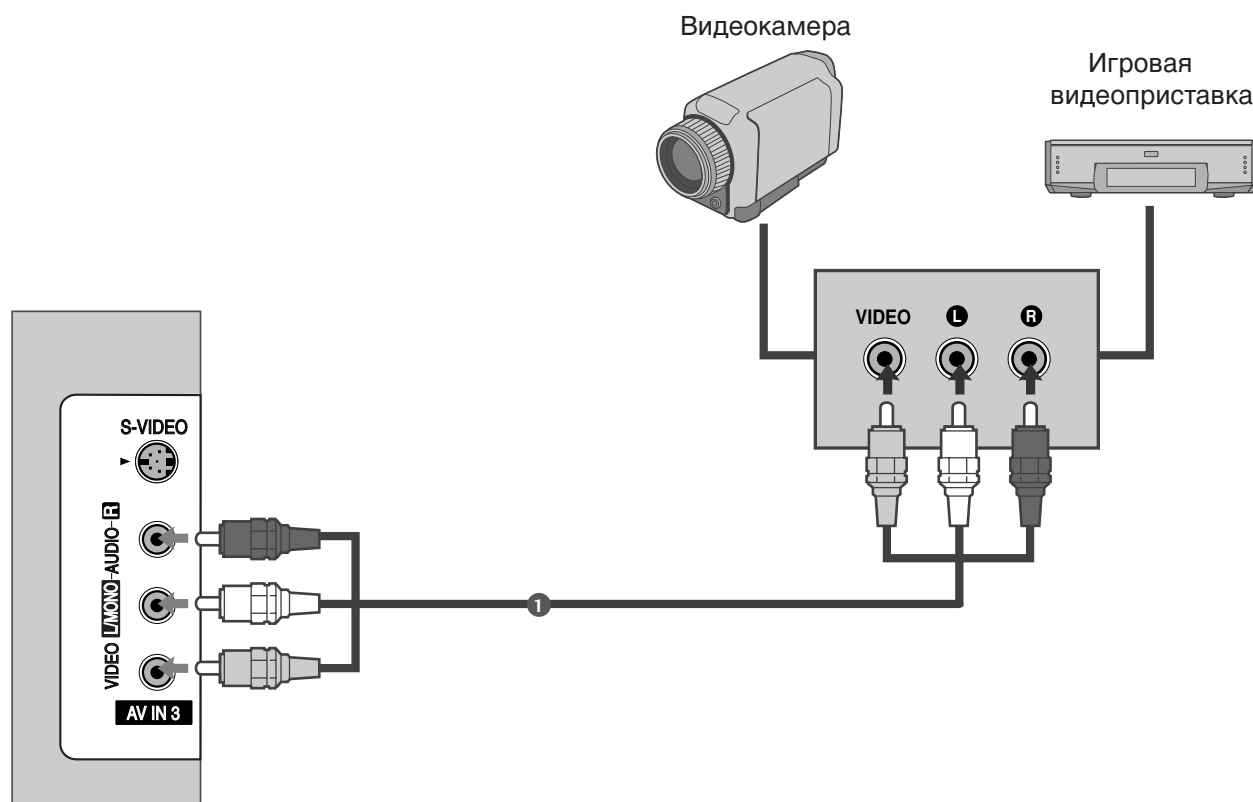 Видеокамера
Игровая
видеоприставка
VIDEO L R
S-VIDEO
VIDEO L/MONO-AUDIO-R
1
AV IN 3